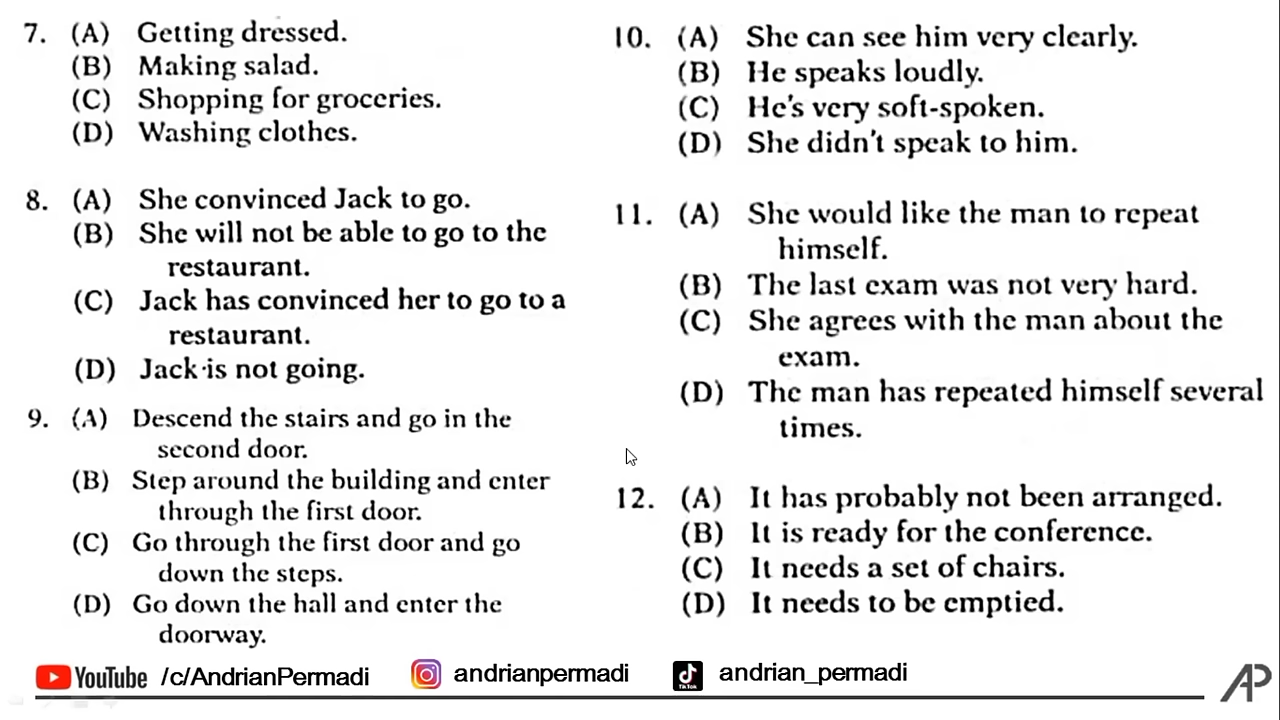 7. (A) Getting dressed.
(B) Making salad.
(C) Shopping for groceries.
(D) Washing clothes.
8. (A) She convinced Jack to go.
(B) She will not be able to go to the
restaurant.
(C) Jack has convinced her to go to a
restaurant.
(D) Jack is not going.
9. (A) Descend the stairs and go in the
second door.
(B) Step around the building and enter
through the first door.
(C) Go through the first door and go
down the steps.
(D) Go down the hall and enter the
doorway.
10. (A) She can see him very clearly.
(B) He speaks loudly.
(C) He's very soft-spoken.
(D) She didn't speak to him.
11. (A) She would like the man to repeat
himself.
(B) The last exam was not very hard.
(C) She agrees with the man about the
exam.
(D) The man has repeated himself several
times.
12. (A) It has probably not been arranged.
(B) It is ready for the conference.
(C) It needs a set of chairs.
(D) It needs to be emptied.
YouTube /c/AndrianPermadi andrianpermadi TikTok andrian_permadi AP